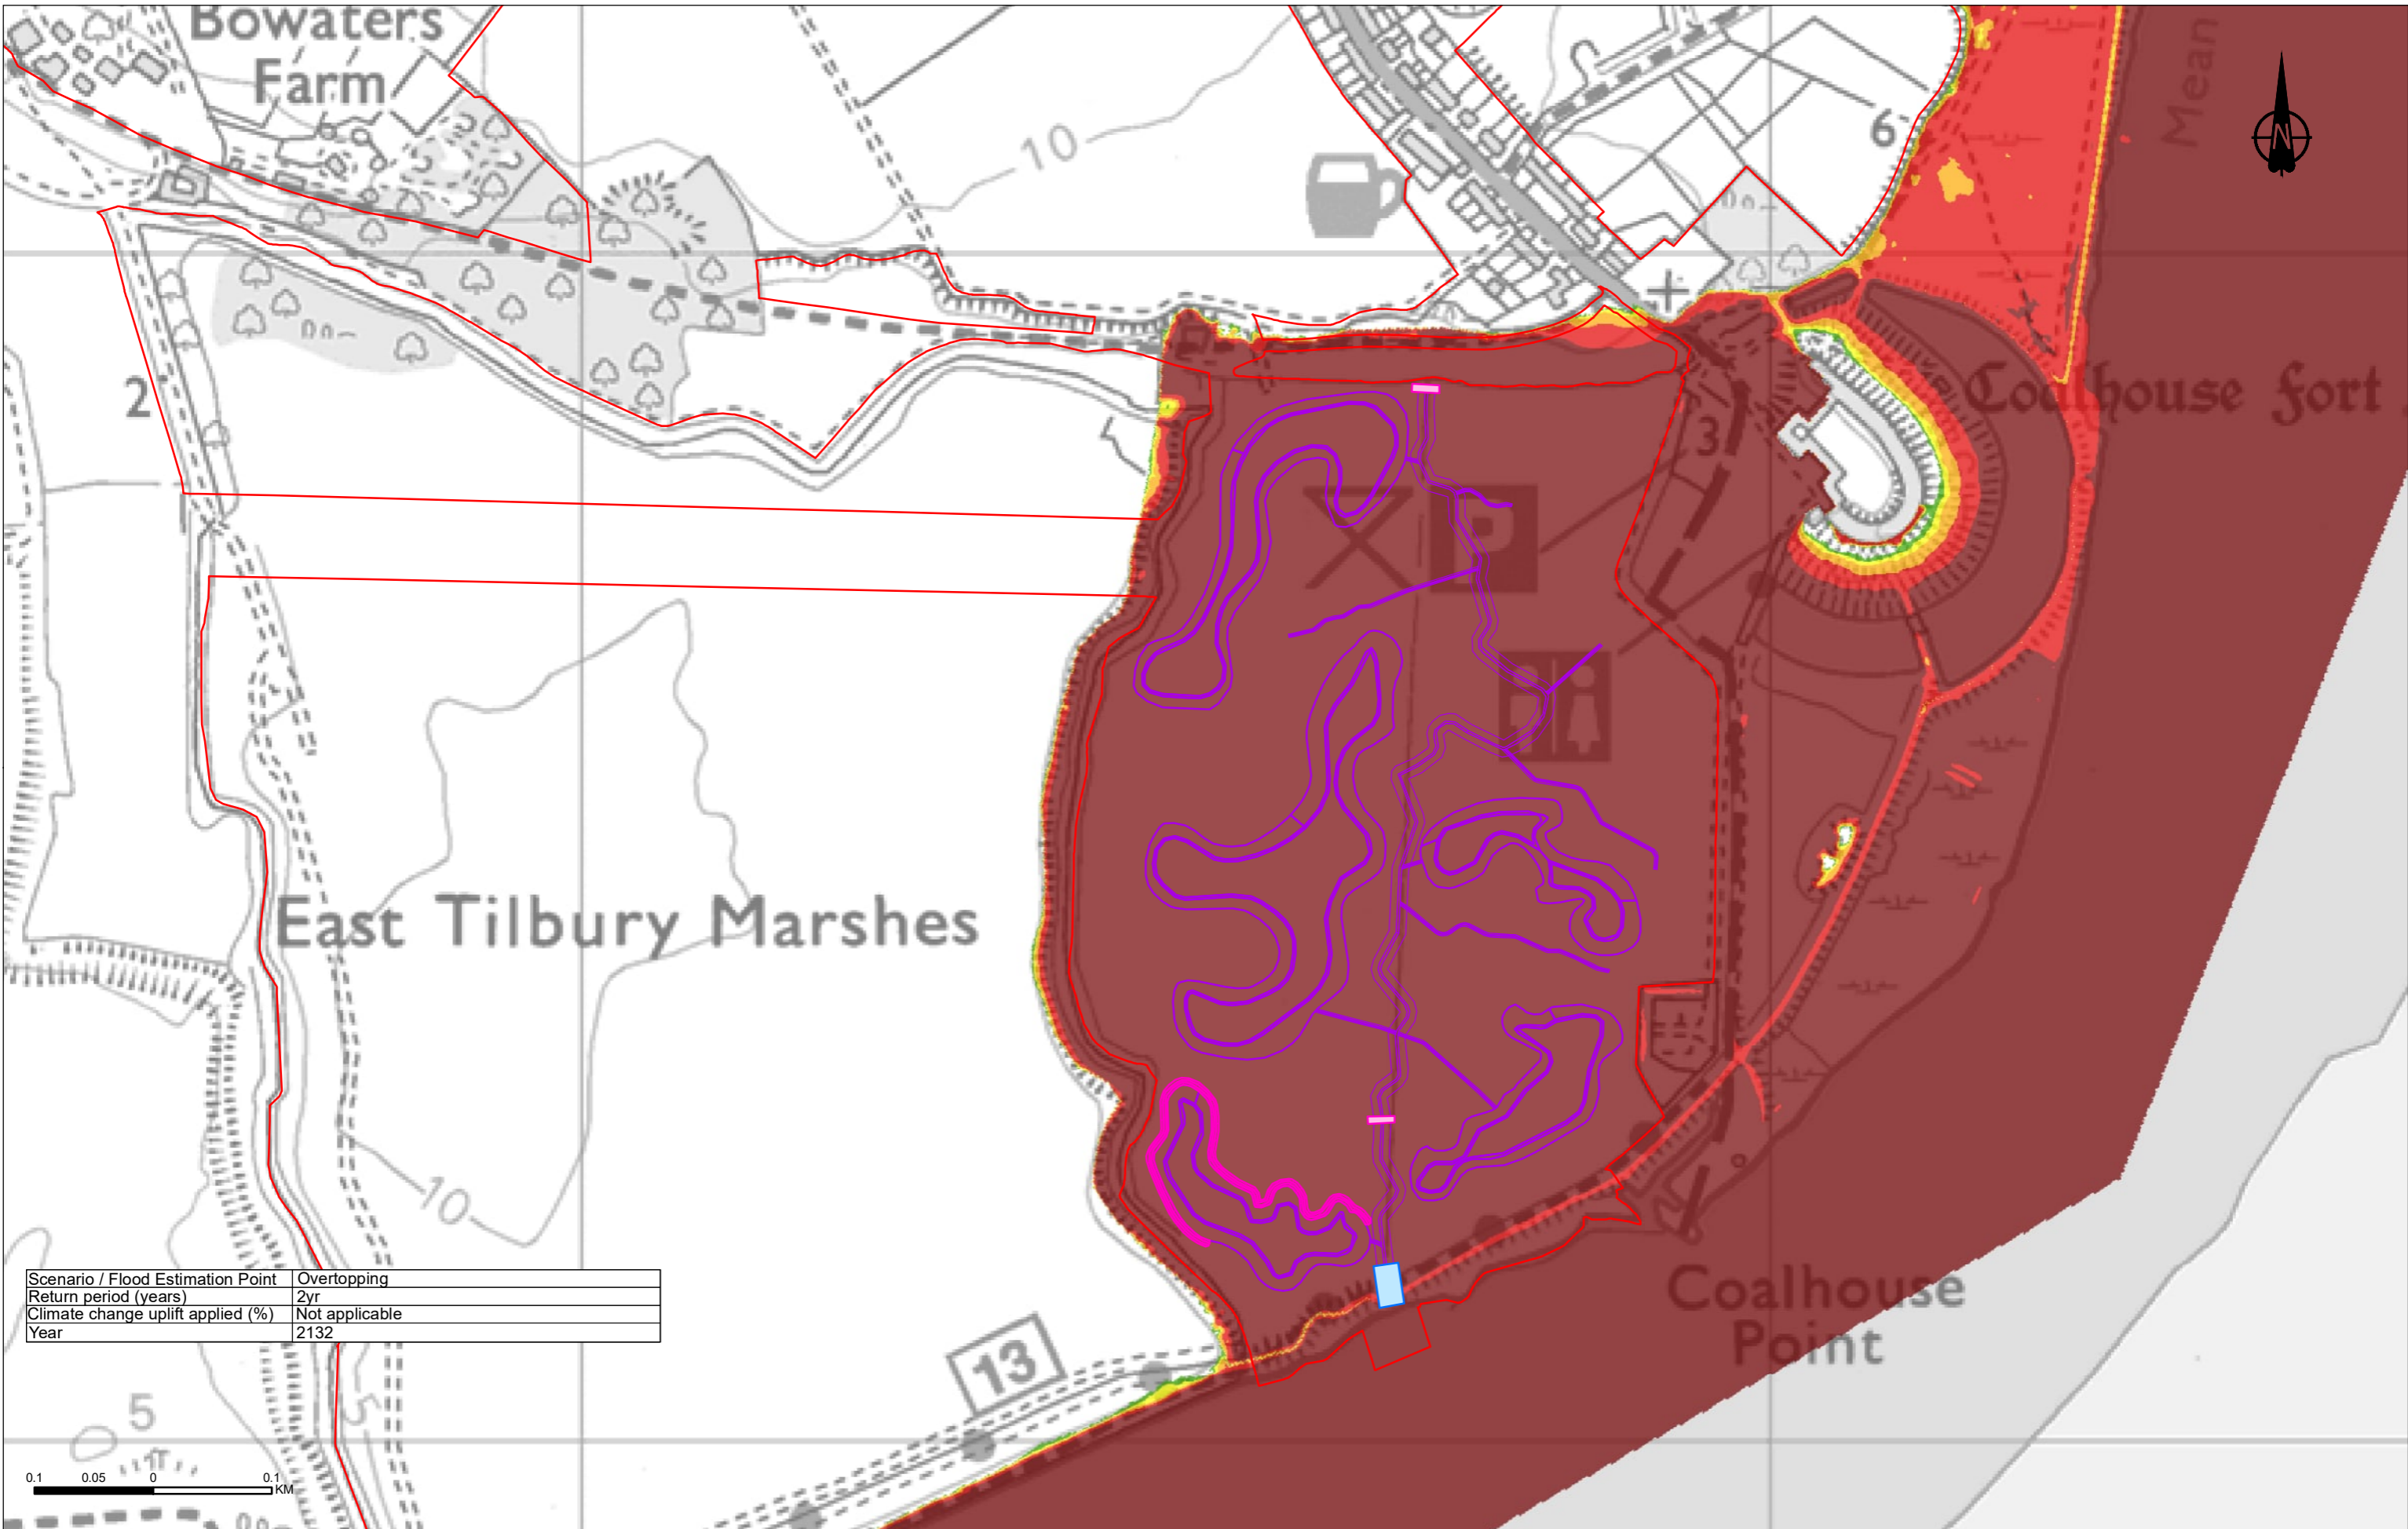 Bowaters
Farm
10
6
Mean
N
2
3
P
Coalhouse Fort
East Tilbury Marshes
10
Scenario / Flood Estimation Point Overtopping
Return period (years) 2yr
Climate change uplift applied (%) Not applicable
Year 2132
Coalhouse
Point
13
5
5
0.1 0.05 0 0.1
KM